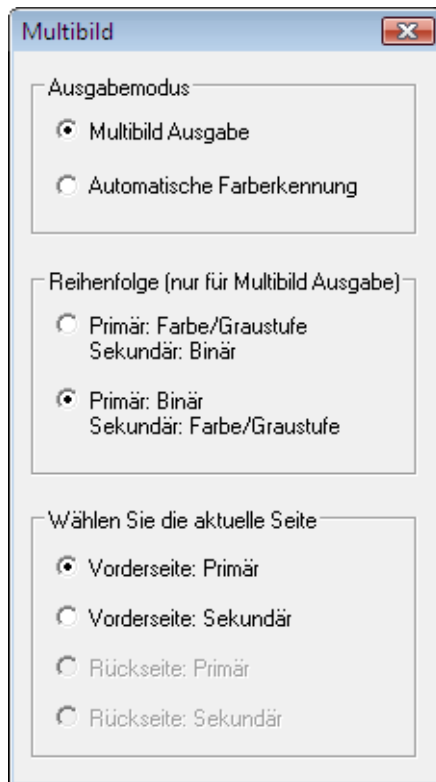 Multibild
Ausgabemodus
Multibild Ausgabe
Automatische Farberkennung
Reihenfolge (nur für Multibild Ausgabe)
Primär: Farbe/Graustufe
Sekundär: Binär
Primär: Binär
Sekundär: Farbe/Graustufe
Wählen Sie die aktuelle Seite
Vorderseite: Primär
Vorderseite: Sekundär
Rückseite: Primär
Rückseite: Sekundär